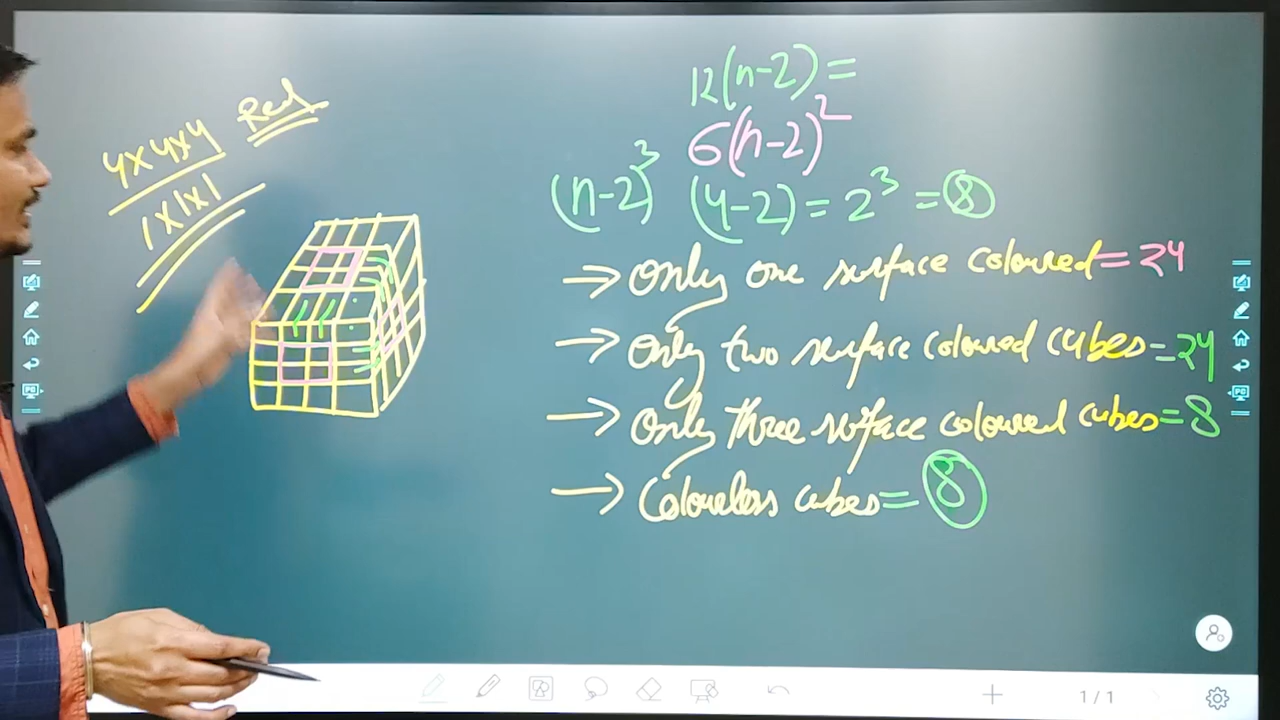 4x4x4 Red
1x1x1
12(n-2)=
6(n-2)²
(n-2)³ (4-2)=2³=8
→ Only one surface coloured=24
→ Only two surface coloured cubes=24
→ Only three surface coloured cubes=8
→ Colourless cubes=8
1/1